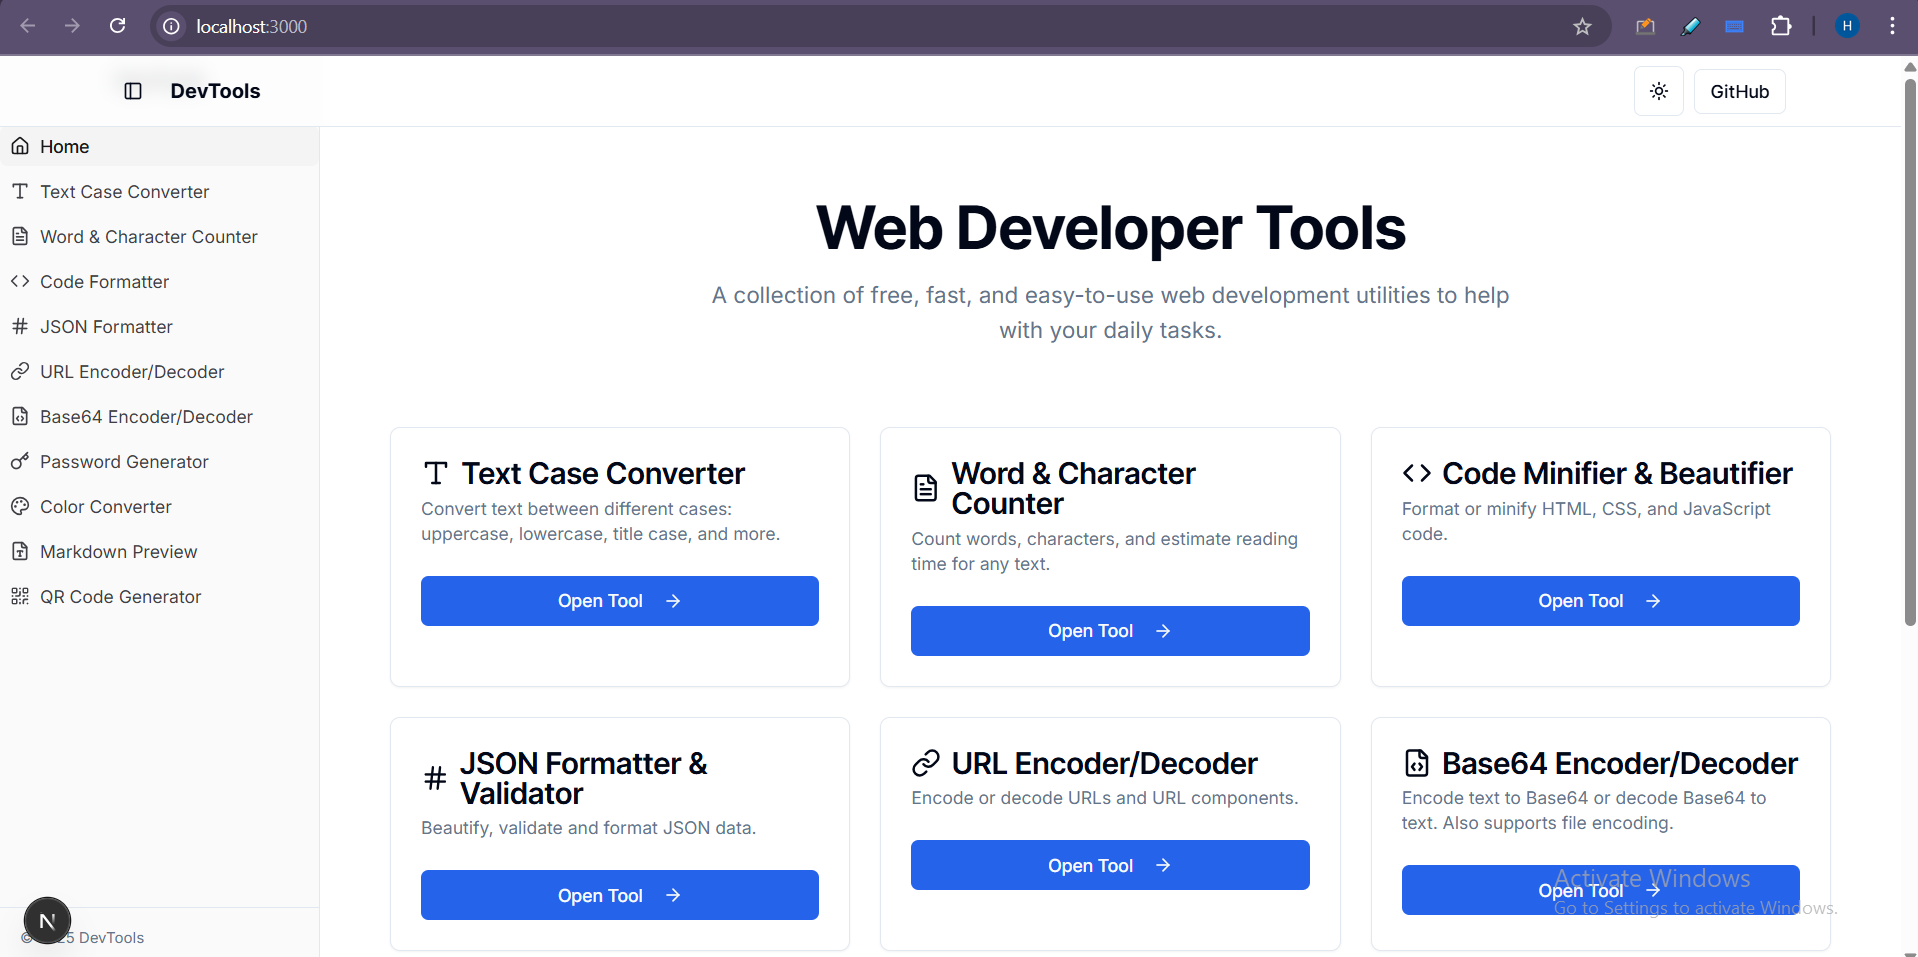 localhost:3000
H
DevTools
GitHub
Home
Text Case Converter
Word & Character Counter
Code Formatter
JSON Formatter
URL Encoder/Decoder
Base64 Encoder/Decoder
Password Generator
Color Converter
Markdown Preview
QR Code Generator
N
© 25 DevTools
Web Developer Tools
A collection of free, fast, and easy-to-use web development utilities to help
with your daily tasks.
Text Case Converter
Convert text between different cases:
uppercase, lowercase, title case, and more.
Open Tool
Word & Character
Counter
Count words, characters, and estimate reading
time for any text.
Open Tool
Code Minifier & Beautifier
Format or minify HTML, CSS, and JavaScript
code.
Open Tool
JSON Formatter &
Validator
Beautify, validate and format JSON data.
Open Tool
URL Encoder/Decoder
Encode or decode URLs and URL components.
Open Tool
Base64 Encoder/Decoder
Encode text to Base64 or decode Base64 to
text. Also supports file encoding.
Open Tool
Activate Windows
Go to Settings to activate Windows.